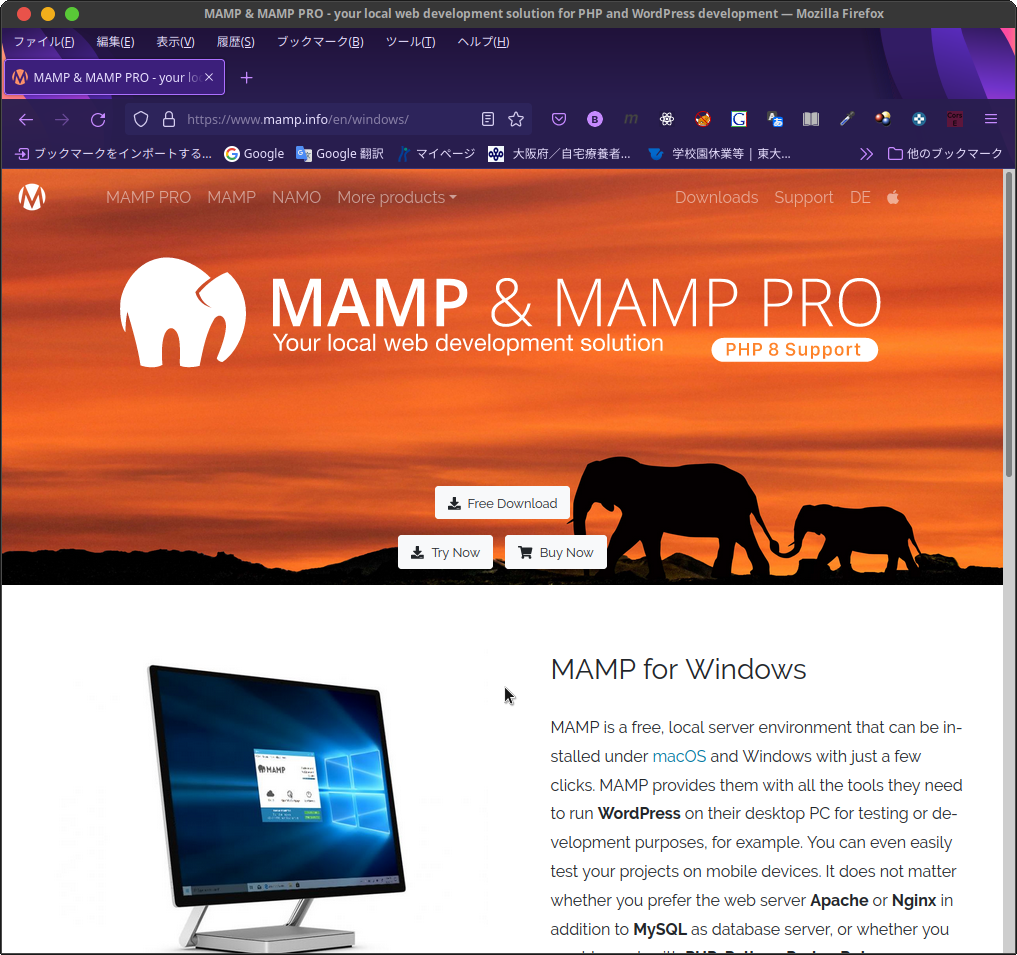 MAMP & MAMP PRO - your local web development solution for PHP and WordPress development — Mozilla Firefox
ファイル(F) 編集(E) 表示(V) 履歴(S) ブックマーク(B) ツール(T) ヘルプ(H)
MAMP & MAMP PRO - your loc
https://www.mamp.info/en/windows/
ブックマークをインポートする... Google Google 翻訳 マイページ 大阪府／自宅療養者... 学校園休業等 | 東大... 他のブックマーク
MAMP PRO MAMP NAMO More products Downloads Support DE
MAMP & MAMP PRO
Your local web development solution
PHP 8 Support
Free Download
Try Now Buy Now
MAMP
MAMP for Windows
MAMP is a free, local server environment that can be in-
stalled under macOS and Windows with just a few
clicks. MAMP provides them with all the tools they need
to run WordPress on their desktop PC for testing or de-
velopment purposes, for example. You can even easily
test your projects on mobile devices. It does not matter
whether you prefer the web server Apache or Nginx in
addition to MySQL as database server, or whether you